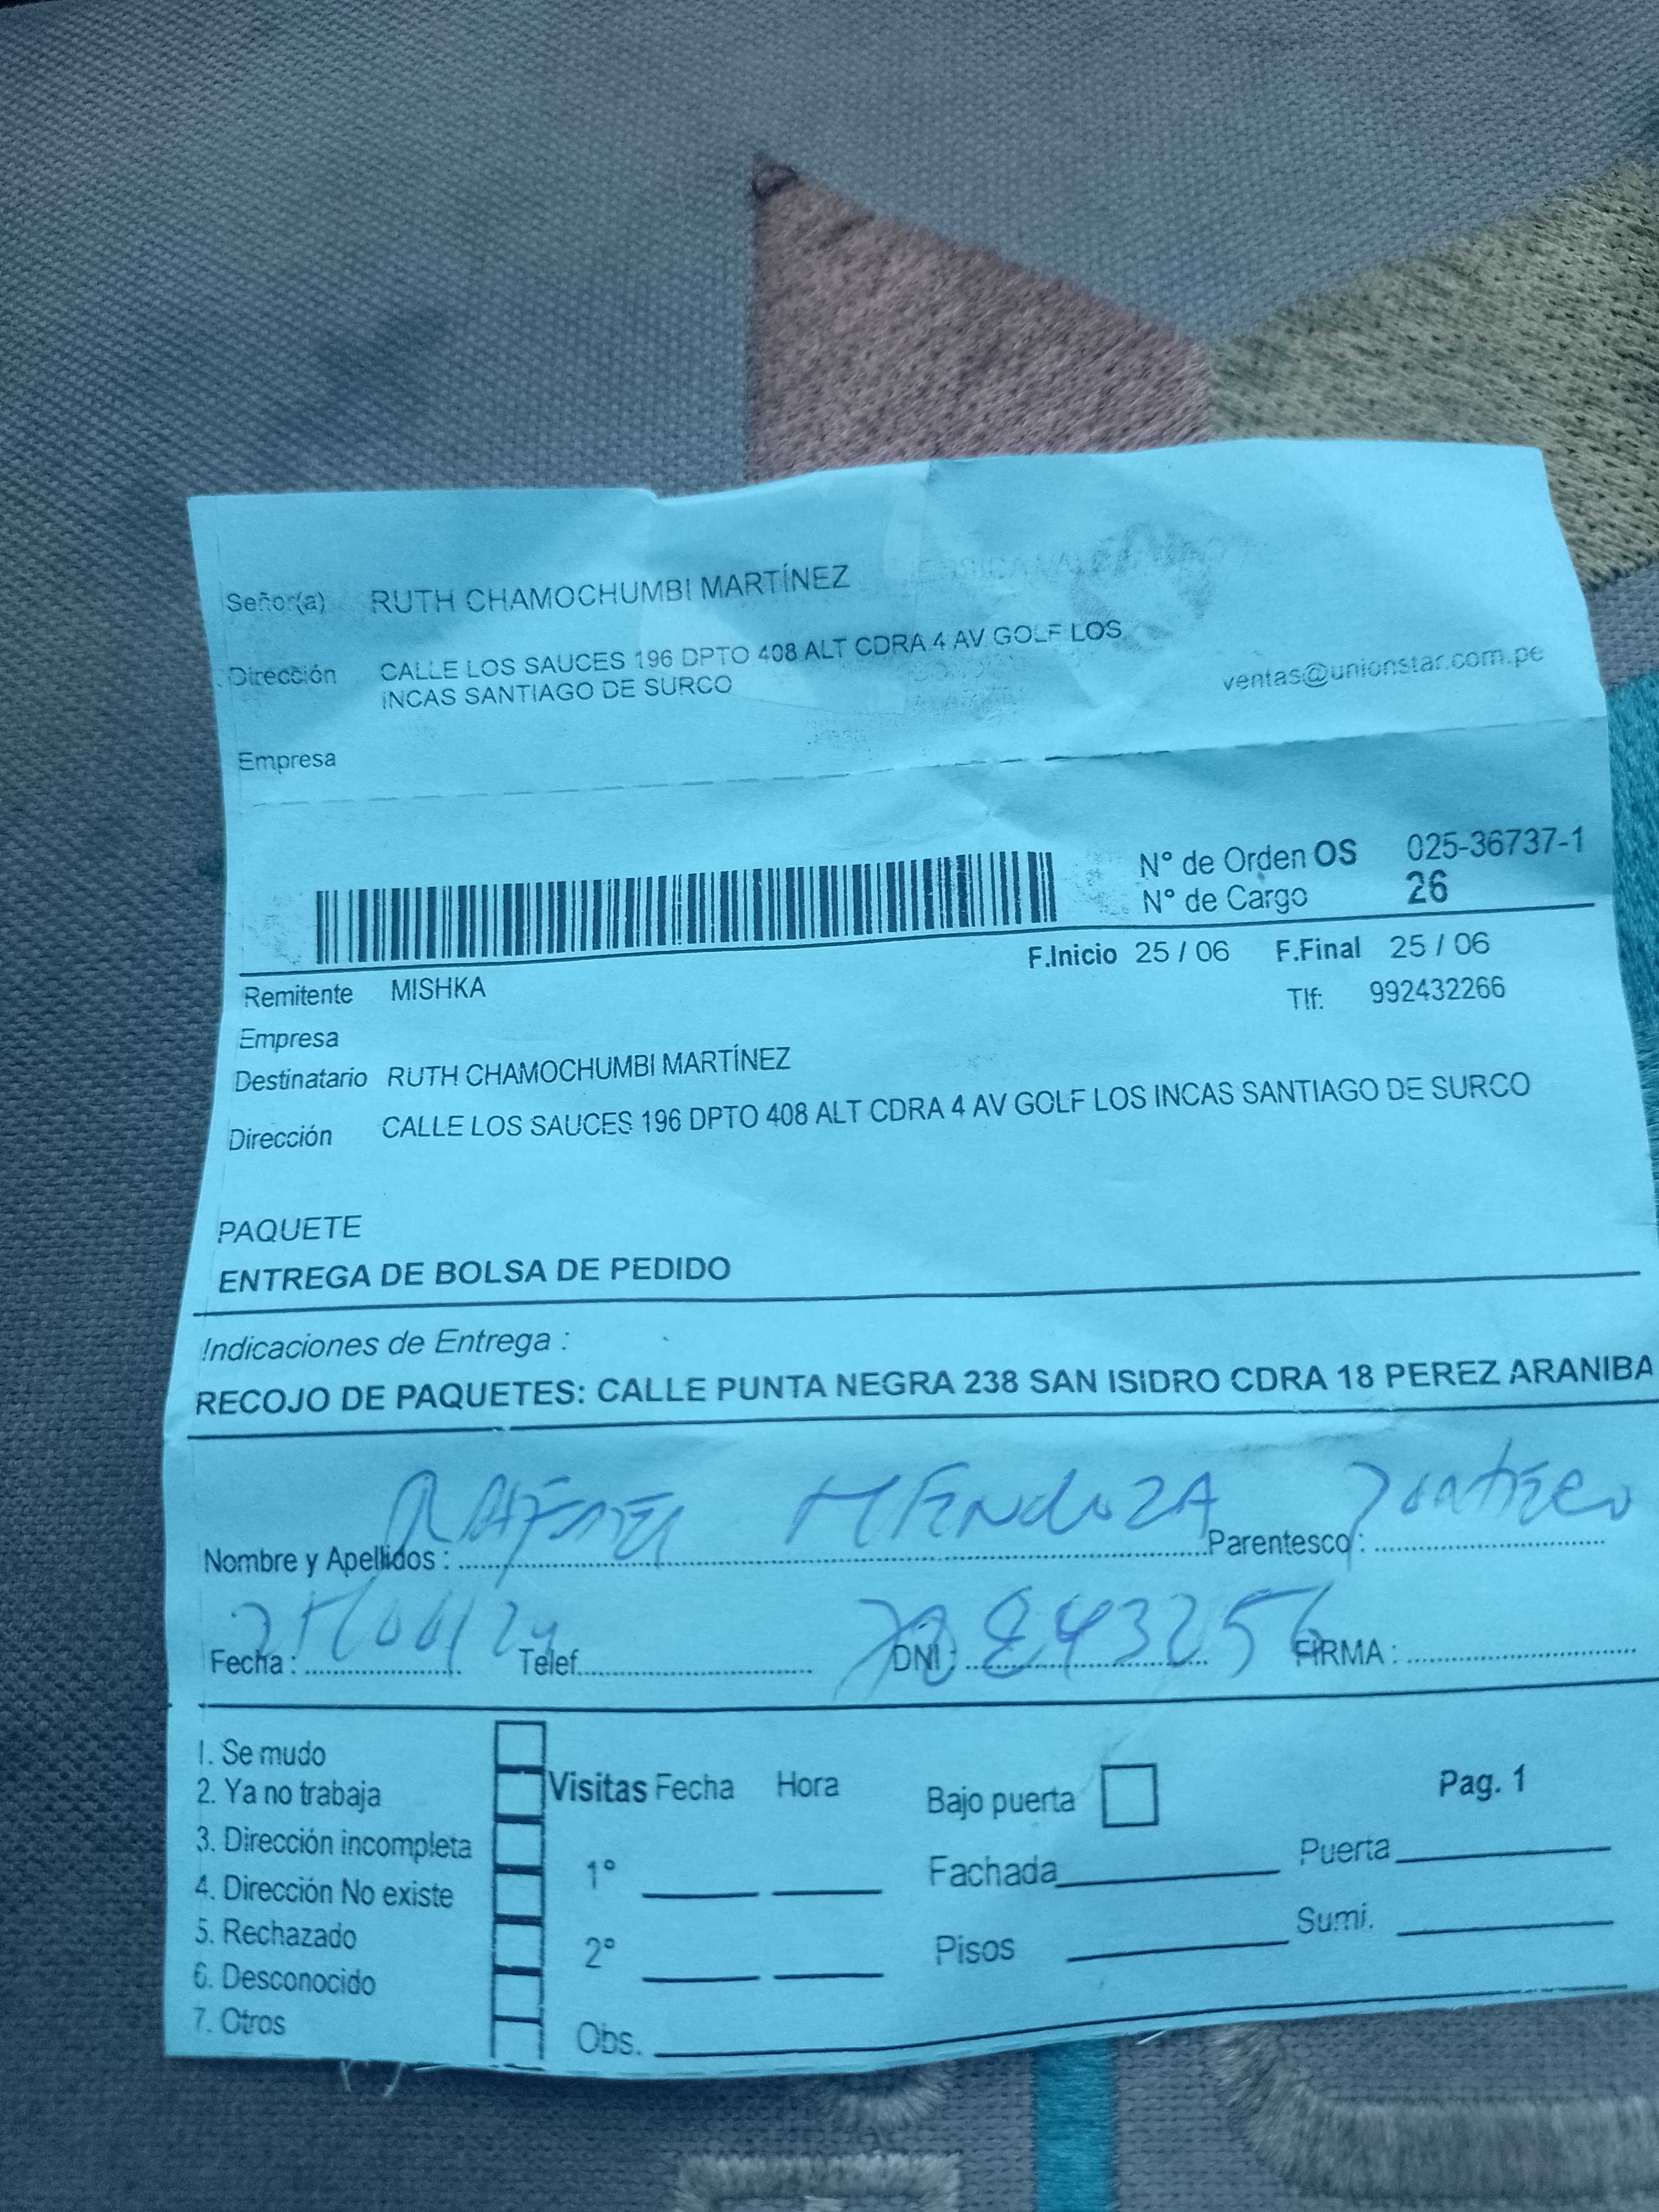 Señor(a) RUTH CHAMOCHUMBI MARTÍNEZ
Dirección CALLE LOS SAUCES 196 DPTO 408 ALT CDRA 4 AV GOLF LOS
INCAS SANTIAGO DE SURCO
ventas@unionstar.com.pe
Empresa
N° de Orden OS 025-36737-1
N° de Cargo 26
F.Inicio 25 / 06 F.Final 25 / 06
Remitente MISHKA
Tlf: 992432266
Empresa
Destinatario RUTH CHAMOCHUMBI MARTÍNEZ
Dirección CALLE LOS SAUCES 196 DPTO 408 ALT CDRA 4 AV GOLF LOS INCAS SANTIAGO DE SURCO
PAQUETE
ENTREGA DE BOLSA DE PEDIDO
Indicaciones de Entrega :
RECOJO DE PAQUETES: CALLE PUNTA NEGRA 238 SAN ISIDRO CDRA 18 PEREZ ARANIBA
Nombre y Apellidos : RAFAEL MENDOZA Parentesco :
Fecha : 25/06/24 Telef. DNI : FIRMA :
1. Se mudo
2. Ya no trabaja
3. Dirección incompleta
4. Dirección No existe
5. Rechazado
6. Desconocido
7. Otros
Visitas Fecha Hora
1°
2°
Obs.
Bajo puerta
Pag. 1
Fachada Puerta
Pisos Sumi.